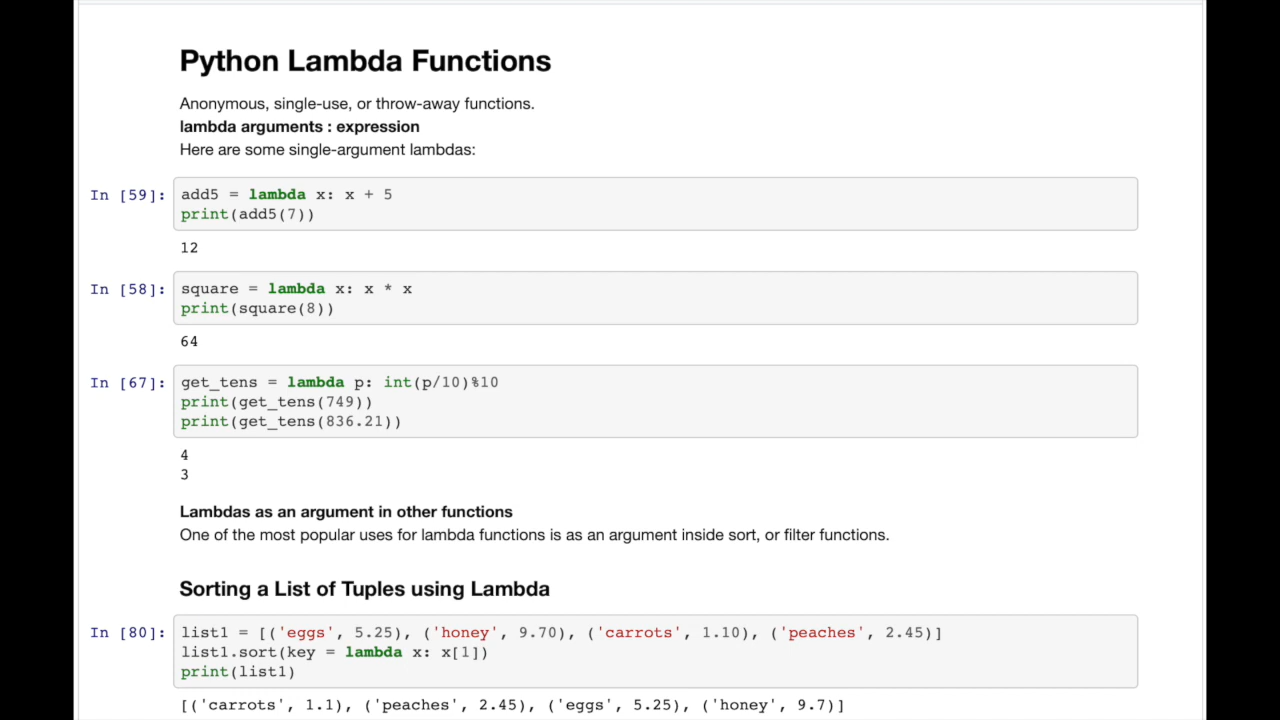 Python Lambda Functions
Anonymous, single-use, or throw-away functions.
lambda arguments : expression
Here are some single-argument lambdas:
In [59]: add5 = lambda x: x + 5
print(add5(7))
12
In [58]: square = lambda x: x * x
print(square(8))
64
In [67]: get_tens = lambda p: int(p/10)%10
print(get_tens(749))
print(get_tens(836.21))
4
3
Lambdas as an argument in other functions
One of the most popular uses for lambda functions is as an argument inside sort, or filter functions.
Sorting a List of Tuples using Lambda
In [80]: list1 = [('eggs', 5.25), ('honey', 9.70), ('carrots', 1.10), ('peaches', 2.45)]
list1.sort(key = lambda x: x[1])
print(list1)
[('carrots', 1.1), ('peaches', 2.45), ('eggs', 5.25), ('honey', 9.7)]